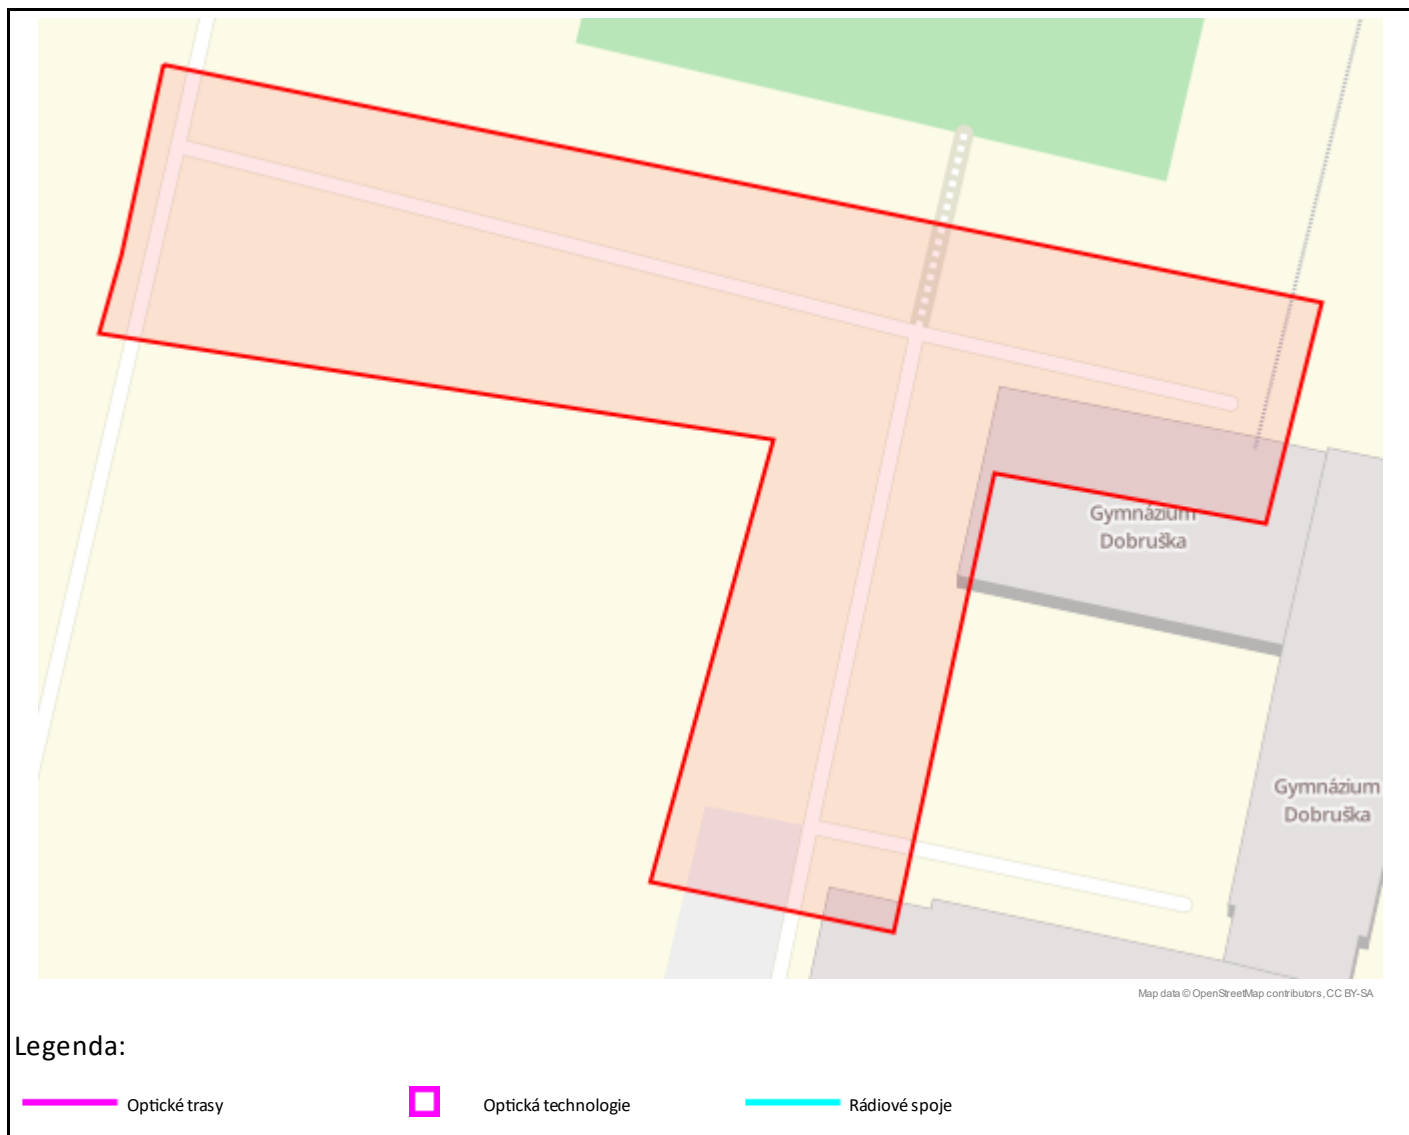 Gymnázium
Dobruška
Gymnázium
Dobruška
Map data © OpenStreetMap contributors, CC BY-SA
Legenda:
Optické trasy
Optická technologie
Rádiové spoje